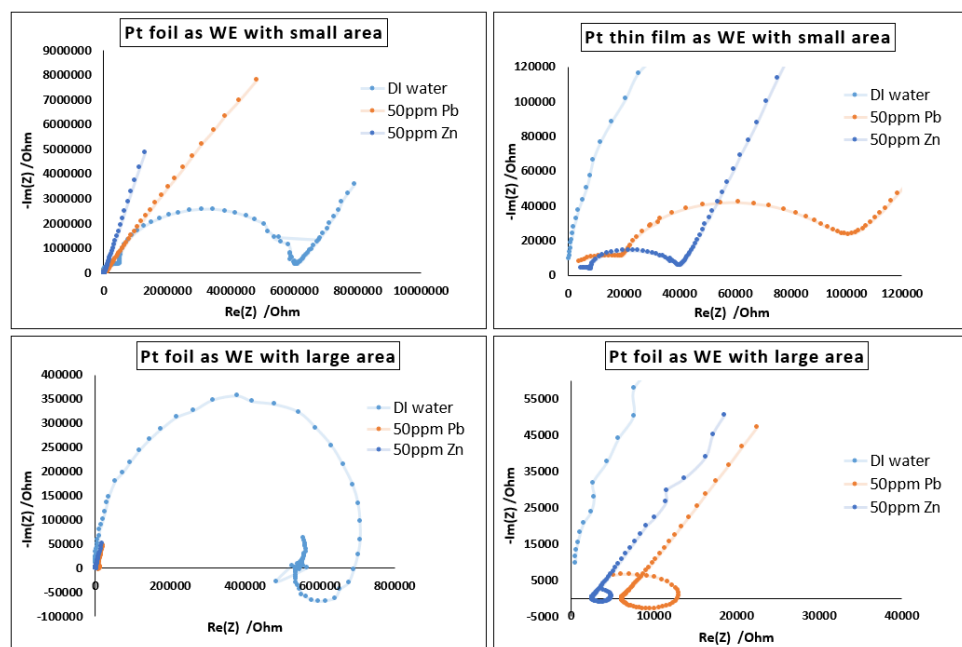 Pt foil as WE with small area
9000000
8000000
7000000
6000000
5000000
4000000
3000000
2000000
1000000
0
-Im(Z) /Ohm
DI water
50ppm Pb
50ppm Zn
0 2000000 4000000 6000000 8000000 10000000
Re(Z) /Ohm
Pt thin film as WE with small area
120000
100000
80000
60000
40000
20000
0
-Im(Z) /Ohm
DI water
50ppm Pb
50ppm Zn
0 20000 40000 60000 80000 100000 120000
Re(Z) /Ohm
Pt foil as WE with large area
400000
350000
300000
250000
200000
150000
100000
50000
0
-50000
-100000
-Im(Z) /Ohm
DI water
50ppm Pb
50ppm Zn
0 200000 400000 600000 800000
Re(Z) /Ohm
Pt foil as WE with large area
55000
45000
35000
25000
15000
5000
-5000
-Im(Z) /Ohm
DI water
50ppm Pb
50ppm Zn
0 10000 20000 30000 40000
Re(Z) /Ohm